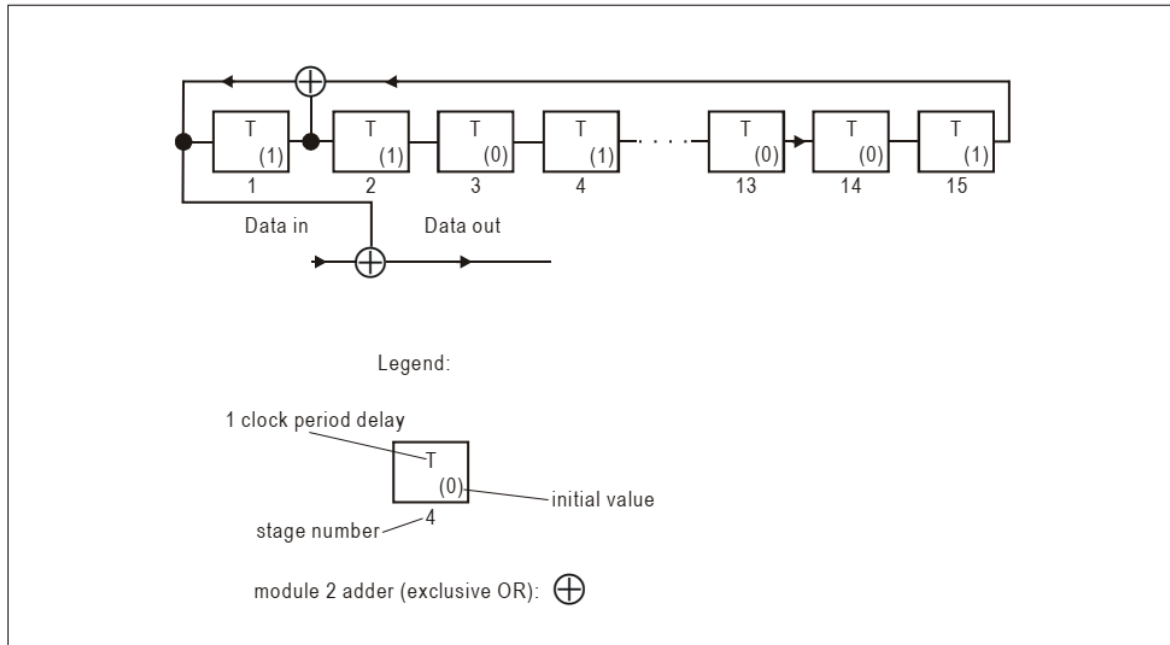 T T T T T T T
(1) (1) (0) (1) (0) (0) (1)
1 2 3 4 13 14 15
Data in Data out
Legend:
1 clock period delay
T
(0)
initial value
stage number
4
module 2 adder (exclusive OR):